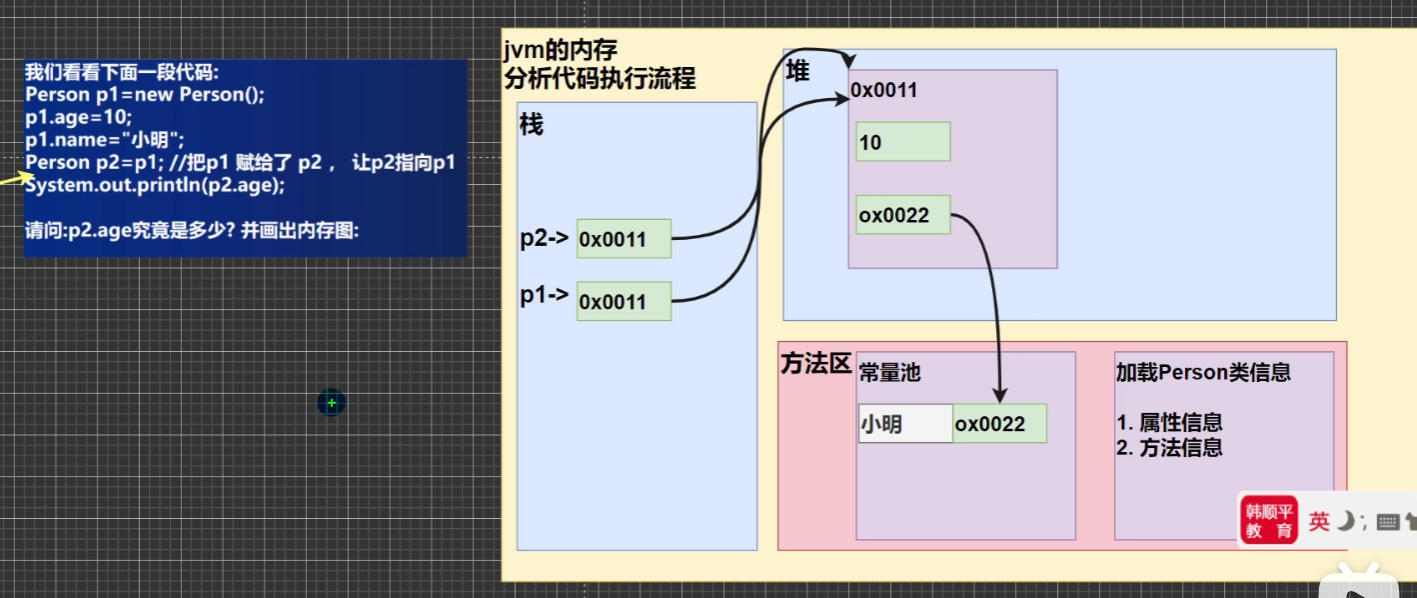 我们看看下面一段代码:
Person p1=new Person();
p1.age=10;
p1.name="小明";
Person p2=p1; //把p1 赋给了 p2 ， 让p2指向p1
System.out.println(p2.age);
请问:p2.age究竟是多少? 并画出内存图:
jvm的内存
分析代码执行流程
栈
p2-> 0x0011
p1-> 0x0011
堆
0x0011
10
ox0022
方法区
常量池
小明 ox0022
加载Person类信息
1. 属性信息
2. 方法信息
韩顺平
教 育
英